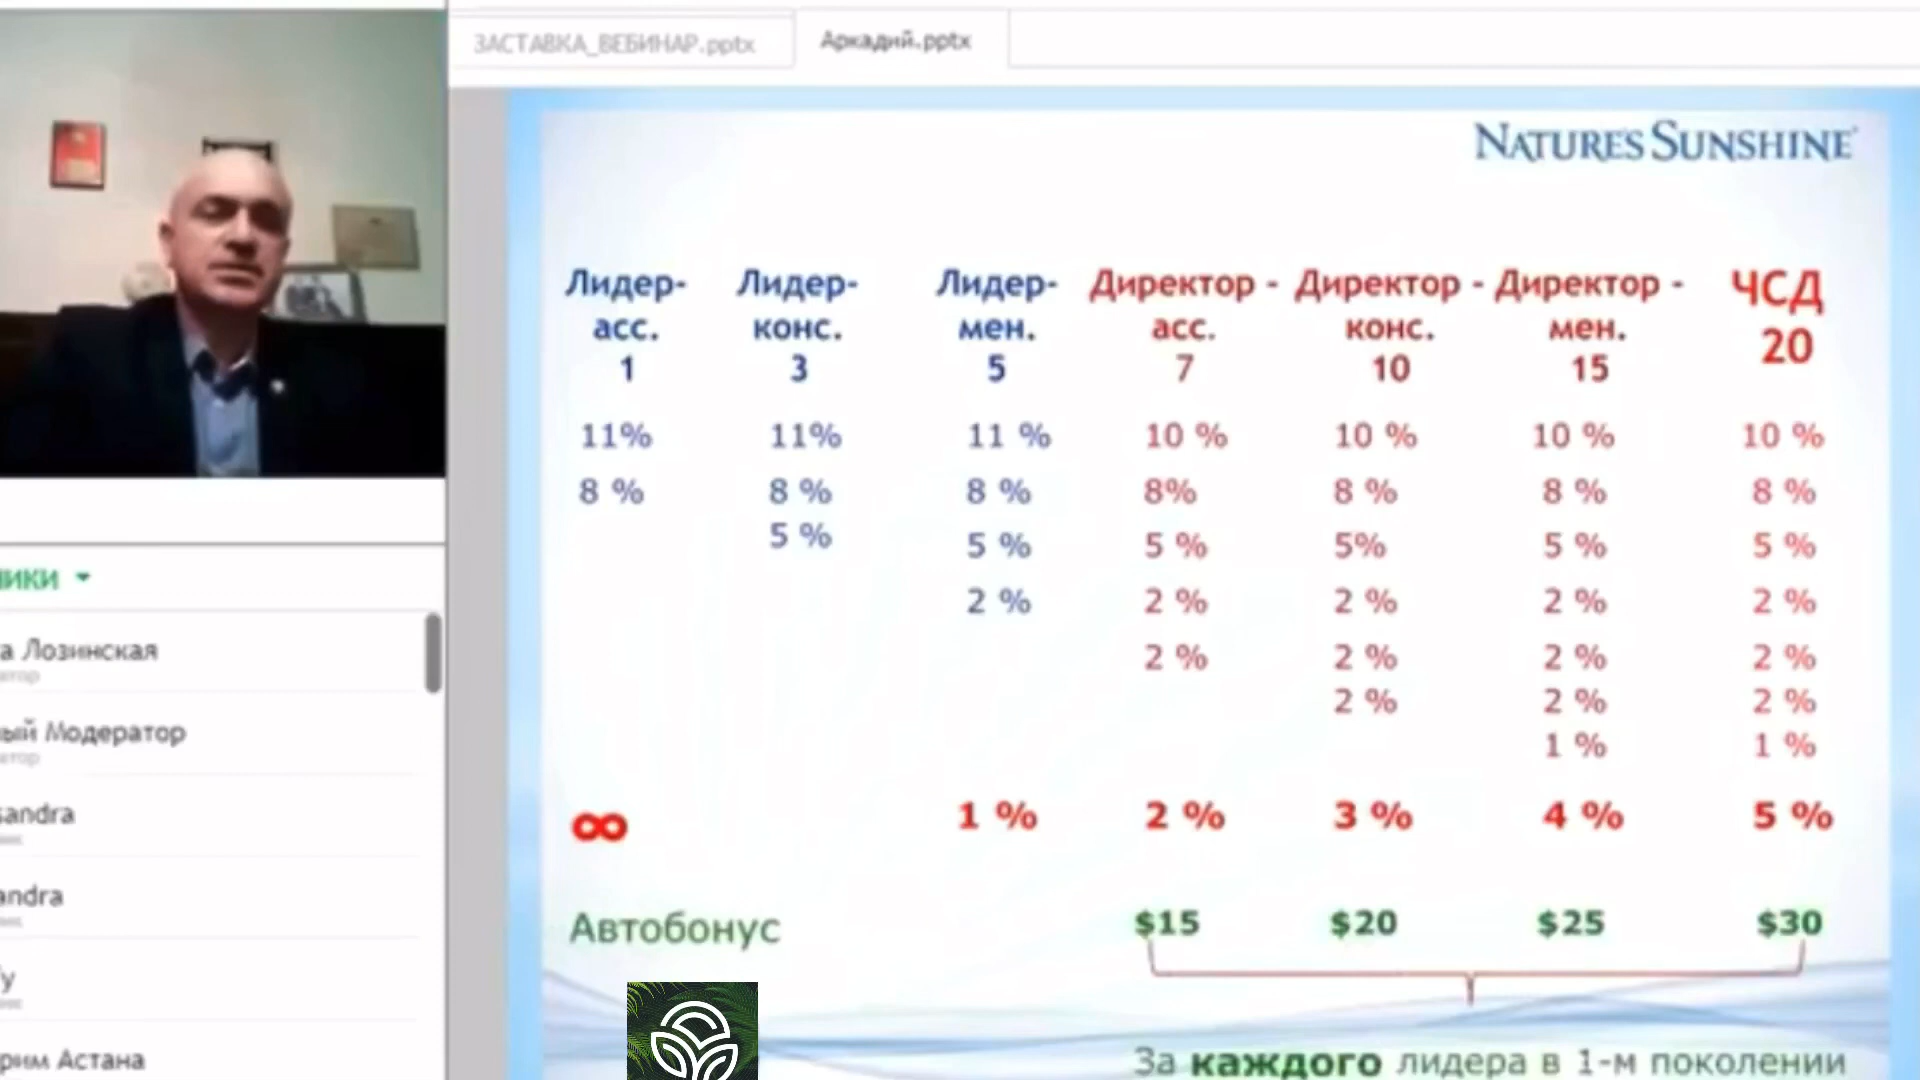 ЗАСТАВКА_ВЕБИНАР.pptx Аркадий.pptx
NATURE'S SUNSHINE
Лидер- Лидер- Лидер- Директор - Директор - Директор - ЧСД
асс. конс. мен. асс. конс. мен. 20
1 3 5 7 10 15
11% 11% 11 % 10 % 10 % 10 % 10 %
8 % 8 % 8 % 8% 8 % 8 % 8 %
5 % 5 % 5 % 5% 5 % 5 %
2 % 2 % 2 % 2 % 2 %
2 % 2 % 2 % 2 %
2 % 2 % 2 %
1 % 1 %
∞ 1 % 2 % 3 % 4 % 5 %
Автобонус $15 $20 $25 $30
За каждого лидера в 1-м поколении
ники
а Лозинская
ый Модератор
sandra
andra
рим Астана